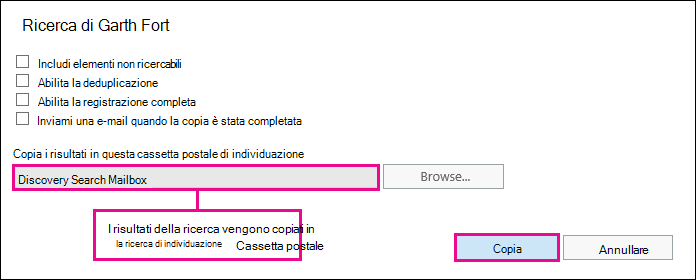 Ricerca di Garth Fort
Includi elementi non ricercabili
Abilita la deduplicazione
Abilita la registrazione completa
Inviami una e-mail quando la copia è stata completata
Copia i risultati in questa cassetta postale di individuazione
Discovery Search Mailbox
Browse...
I risultati della ricerca vengono copiati in
la ricerca di individuazione Cassetta postale
Copia
Annullare